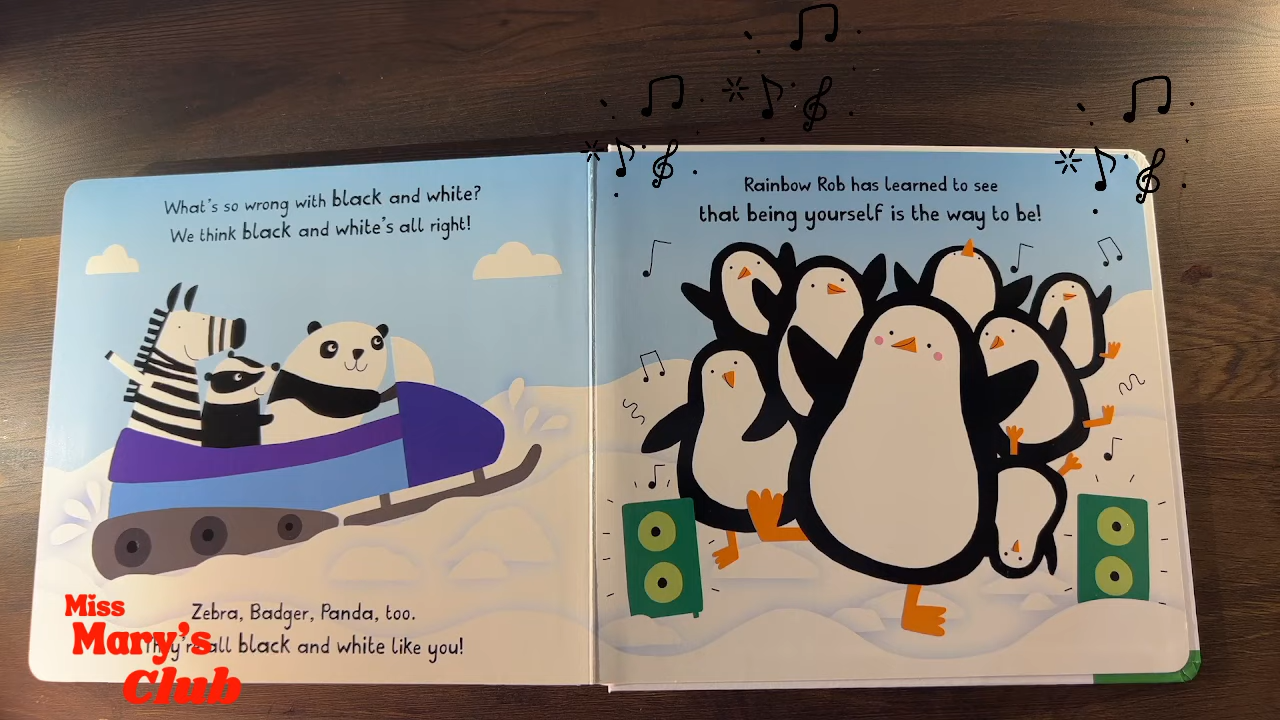 What's so wrong with black and white?
We think black and white's all right!
Zebra, Badger, Panda, too.
They're all black and white like you!
Rainbow Rob has learned to see
that being yourself is the way to be!
Miss
Mary's
Club